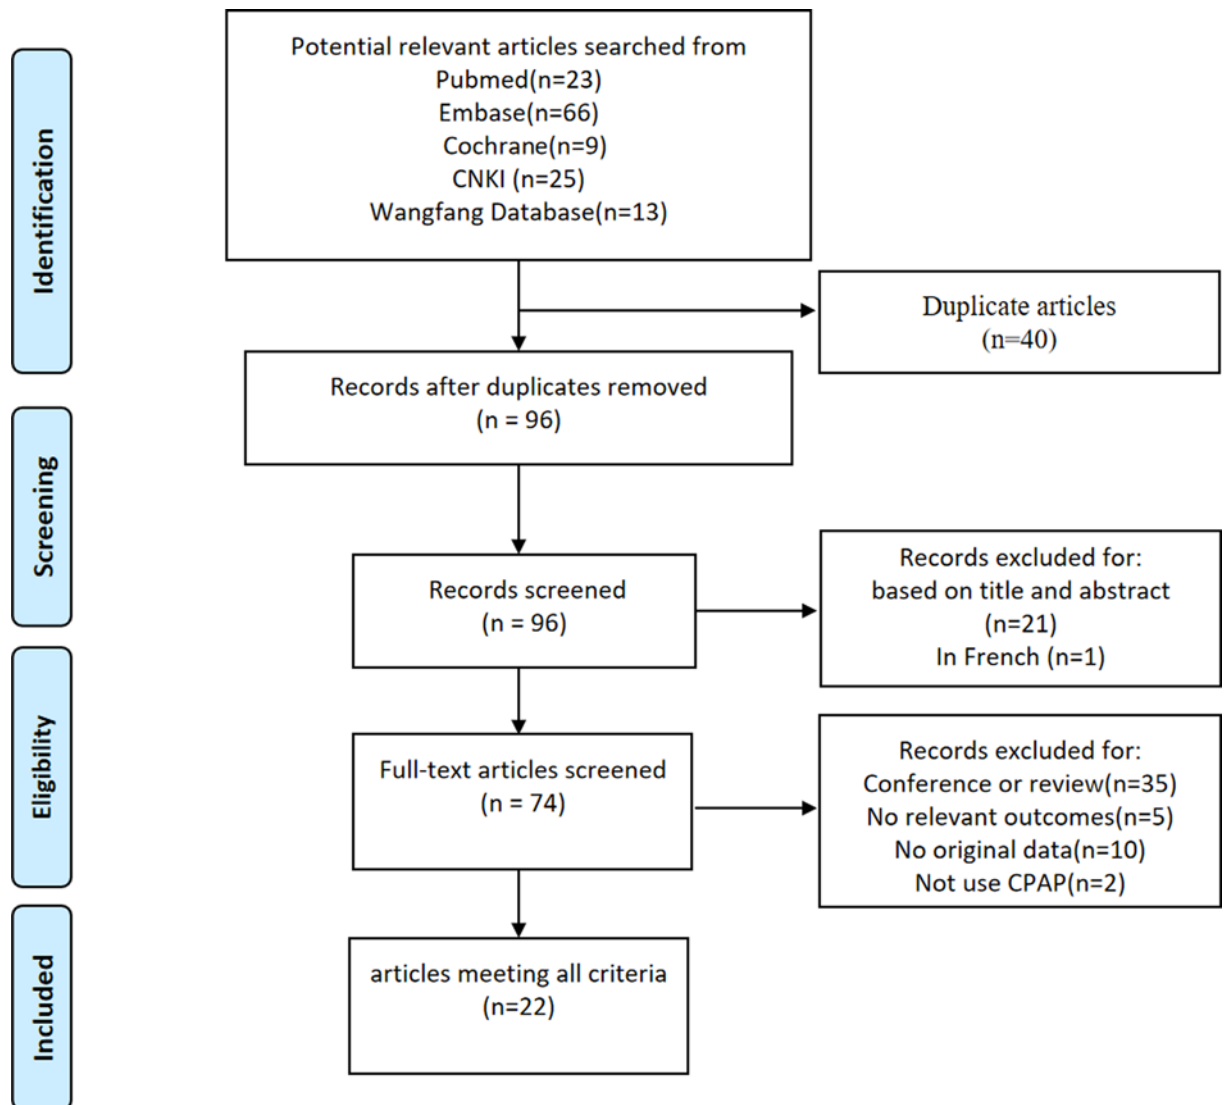 Identification
Potential relevant articles searched from
Pubmed(n=23)
Embase(n=66)
Cochrane(n=9)
CNKI (n=25)
Wangfang Database(n=13)
Duplicate articles
(n=40)
Records after duplicates removed
(n = 96)
Screening
Records screened
(n = 96)
Records excluded for:
based on title and abstract
(n=21)
In French (n=1)
Eligibility
Full-text articles screened
(n = 74)
Records excluded for:
Conference or review(n=35)
No relevant outcomes(n=5)
No original data(n=10)
Not use CPAP(n=2)
Included
articles meeting all criteria
(n=22)